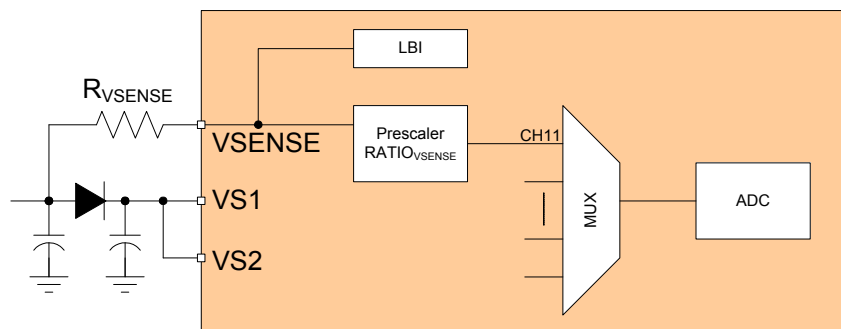 LBI
RVSENSE
VSENSE
Prescaler
RATIOVSENSE
CH11
MUX
ADC
VS1
VS2